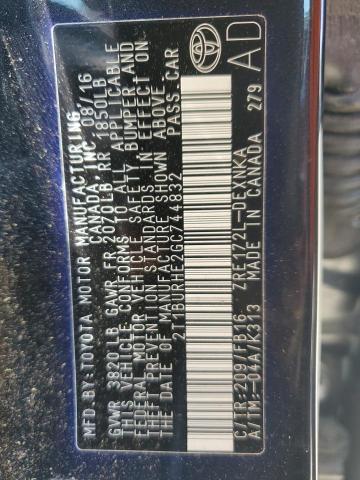 MFD.BY:TOYOTA MOTOR MANUFACTURING
CANADA, INC. 08/16
GVWR 3820LB GAWR FR 2070LB RR 1850LB
THIS VEHICLE CONFORMS TO ALL APPLICABLE
FEDERAL MOTOR VEHICLE SAFETY, BUMPER, AND
THEFT PREVENTION STANDARDS IN EFFECT ON
THE DATE OF MANUFACTURE SHOWN ABOVE.
2T1BURHE2GC744832 PASS.CAR
C/TR:209/FB16 ZRE172L-DEXNKA AD
A/TM:-04A/K313 MADE IN CANADA 279